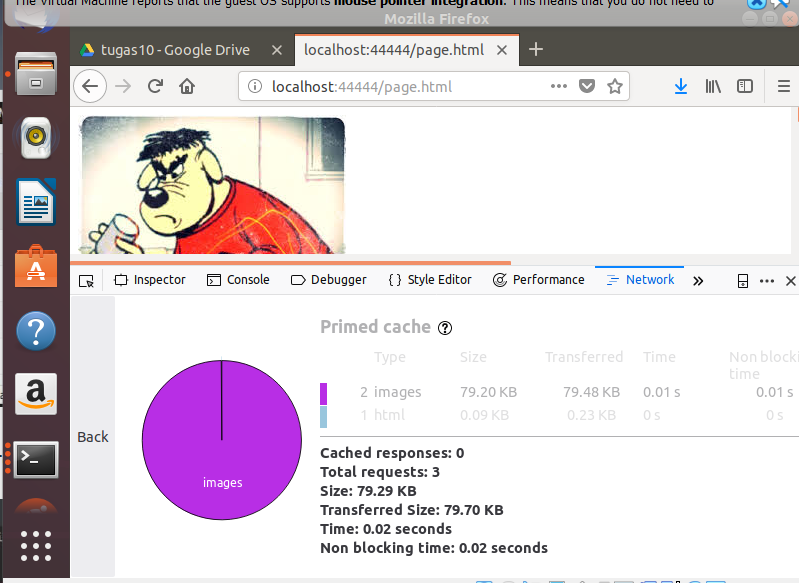 The Virtual Machine reports that the guest OS supports mouse pointer integration. This means that you do not need to
Mozilla Firefox
tugas10 - Google Drive
localhost:44444/page.html
localhost:44444/page.html
Inspector Console Debugger { } Style Editor Performance Network
Back
images
Primed cache ?
Type Size Transferred Time Non blocki
time
2 images 79.20 KB 79.48 KB 0.01 s 0.01 s
1 html 0.09 KB 0.23 KB 0 s 0 s
Cached responses: 0
Total requests: 3
Size: 79.29 KB
Transferred Size: 79.70 KB
Time: 0.02 seconds
Non blocking time: 0.02 seconds